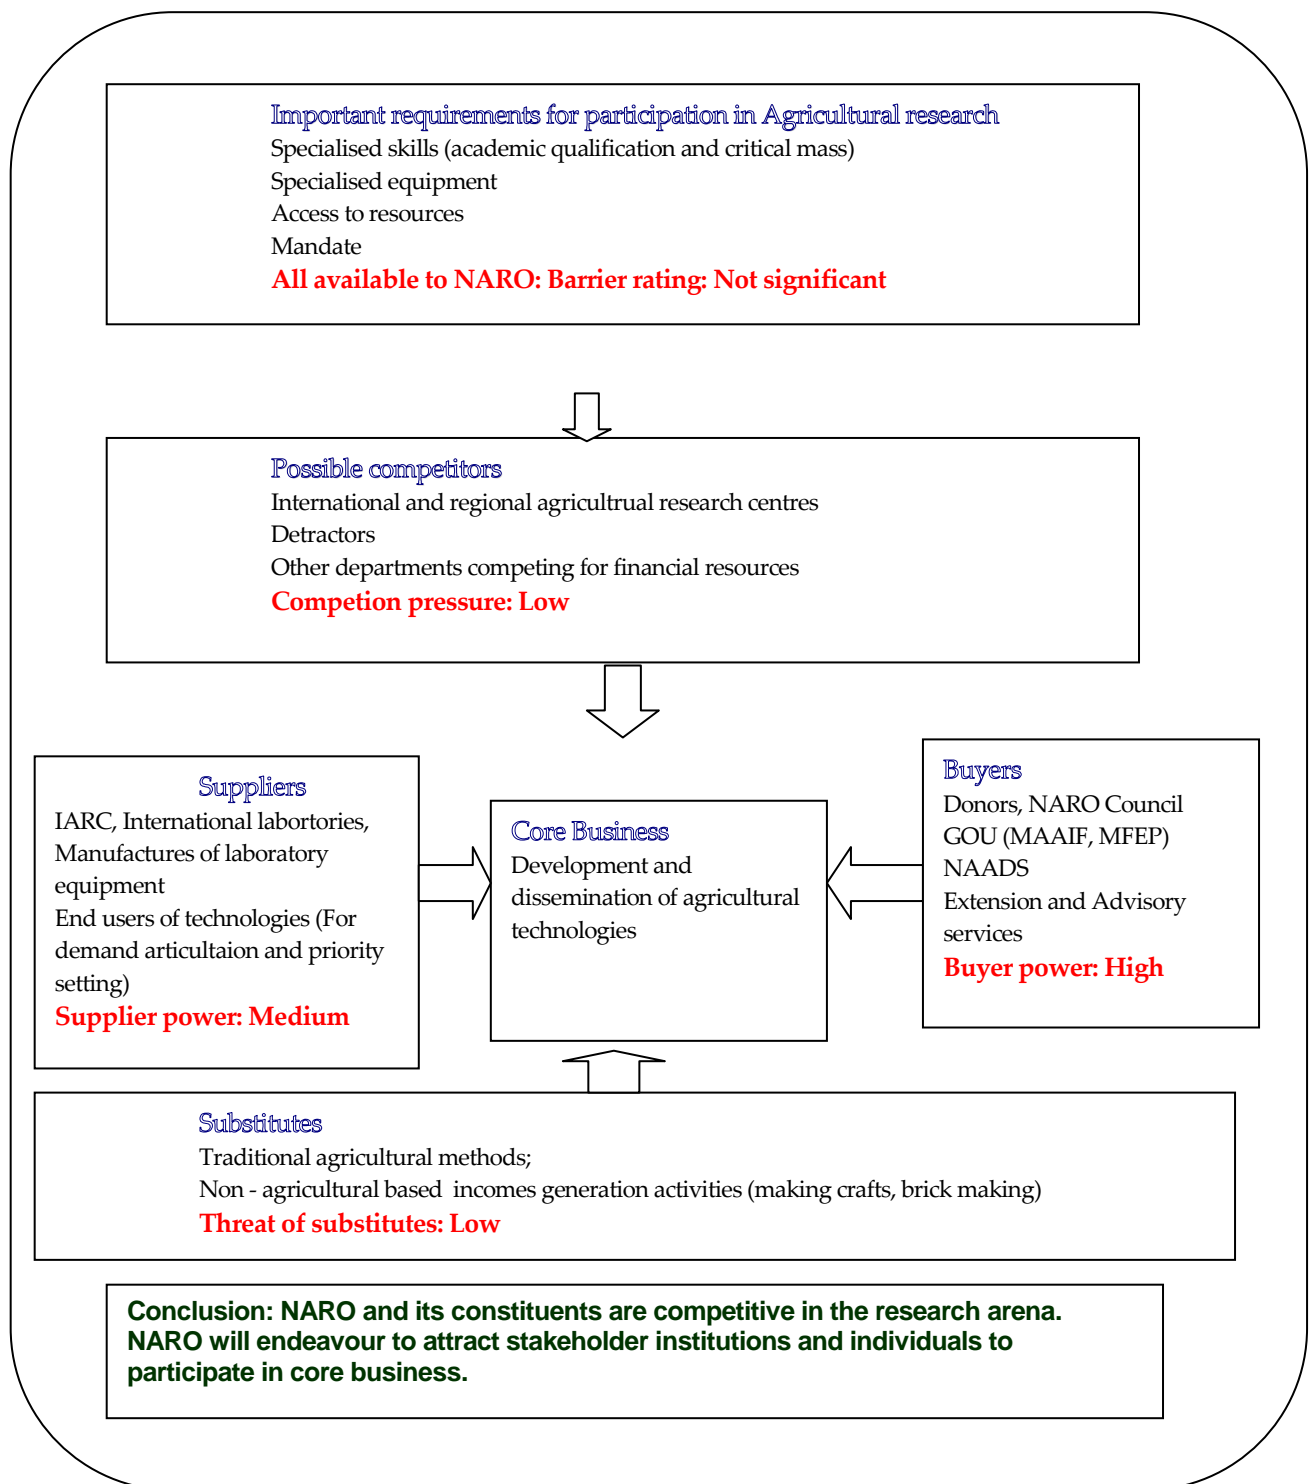 Important requirements for participation in Agricultural research
Specialised skills (academic qualification and critical mass)
Specialised equipment
Access to resources
Mandate
All available to NARO: Barrier rating: Not significant
Possible competitors
International and regional agricultrual research centres
Detractors
Other departments competing for financial resources
Competion pressure: Low
Suppliers
IARC, International labortories,
Manufactures of laboratory
equipment
End users of technologies (For
demand articultaion and priority
setting)
Supplier power: Medium
Core Business
Development and
dissemination of agricultural
technologies
Buyers
Donors, NARO Council
GOU (MAAIF, MFEP)
NAADS
Extension and Advisory
services
Buyer power: High
Substitutes
Traditional agricultural methods;
Non - agricultural based  incomes generation activities (making crafts, brick making)
Threat of substitutes: Low
Conclusion: NARO and its constituents are competitive in the research arena.
NARO will endeavour to attract stakeholder institutions and individuals to
participate in core business.